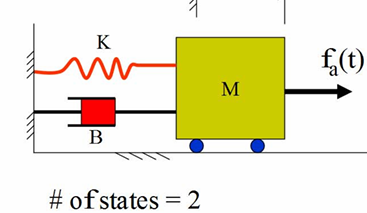 K
fa(t)
M
B
# of states = 2